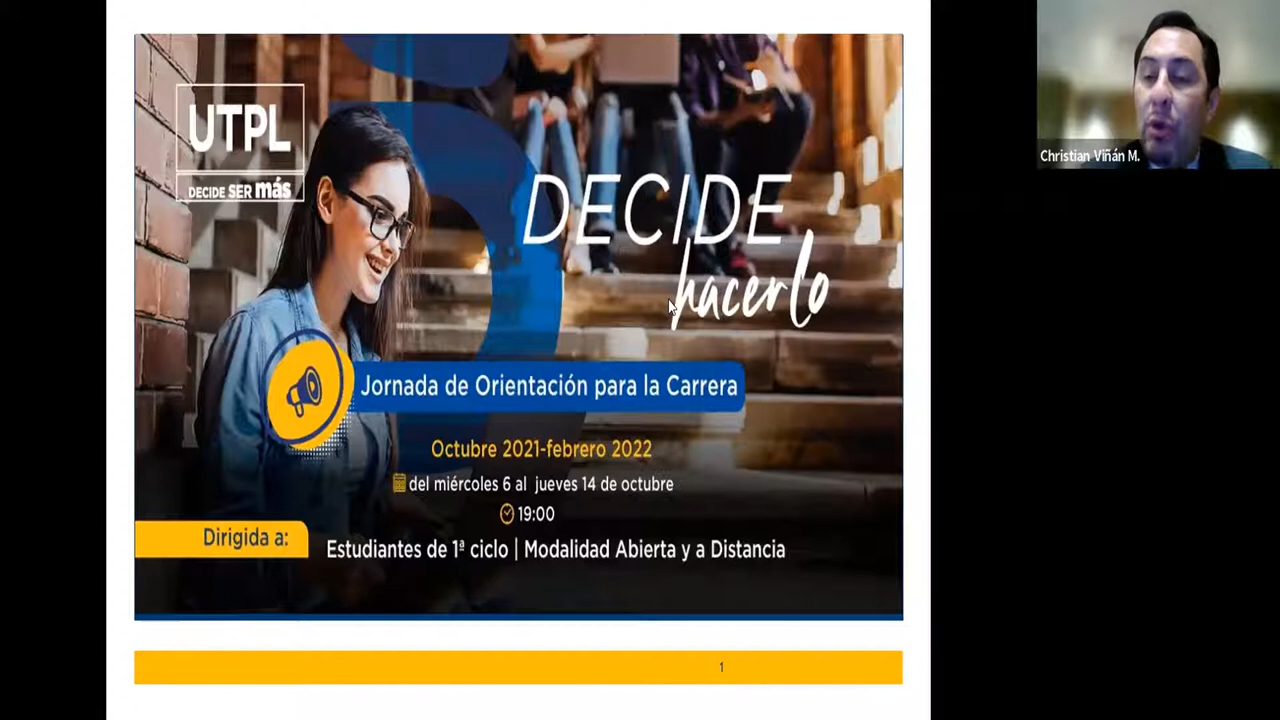 UTPL
DECIDE SER más
DECIDE
hacerlo
Jornada de Orientación para la Carrera
Octubre 2021-febrero 2022
del miércoles 6 al jueves 14 de octubre
19:00
Dirigida a:
Estudiantes de 1ª ciclo | Modalidad Abierta y a Distancia
1
Christian Viñán M.